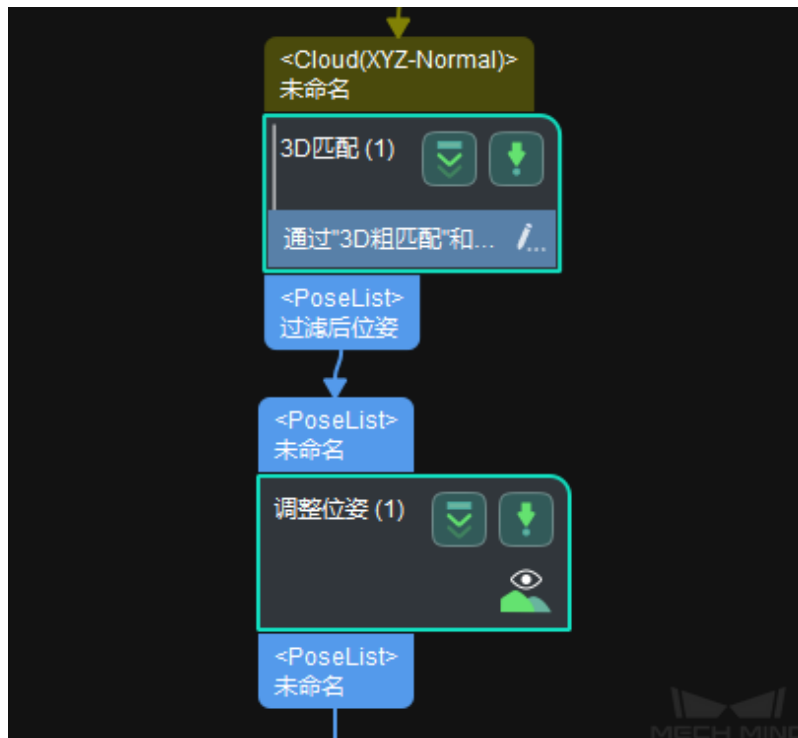 <Cloud(XYZ-Normal)>
未命名
3D匹配 (1)
通过"3D粗匹配"和...
<PoseList>
过滤后位姿
<PoseList>
未命名
调整位姿 (1)
<PoseList>
未命名
MECH MIND